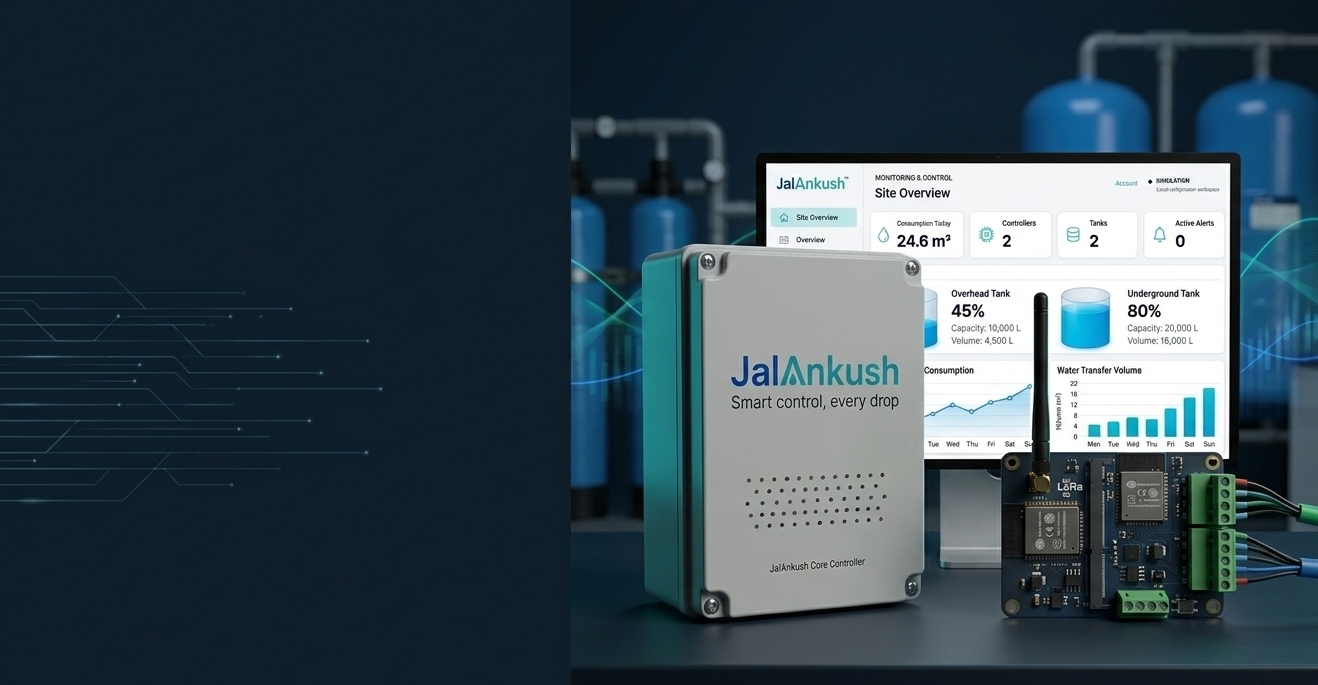 JalAnkush
MONITORING & CONTROL
Site Overview
Account
SIMULATION
Site Overview
Overview
Consumption Today
24.6 m³
Controllers
2
Tanks
2
Active Alerts
0
Overhead Tank
45%
Capacity: 10,000 L
Volume: 4,500 L
Underground Tank
80%
Capacity: 20,000 L
Volume: 16,000 L
Consumption
Tue Wed Thu Fri Sat Su
Water Transfer Volume
22
18
12
8
4
0
Men Tue Wed Thu Fri Sat Sun
JalAnkush
Smart control, every drop
JalAnkush Core Controller
LoRa